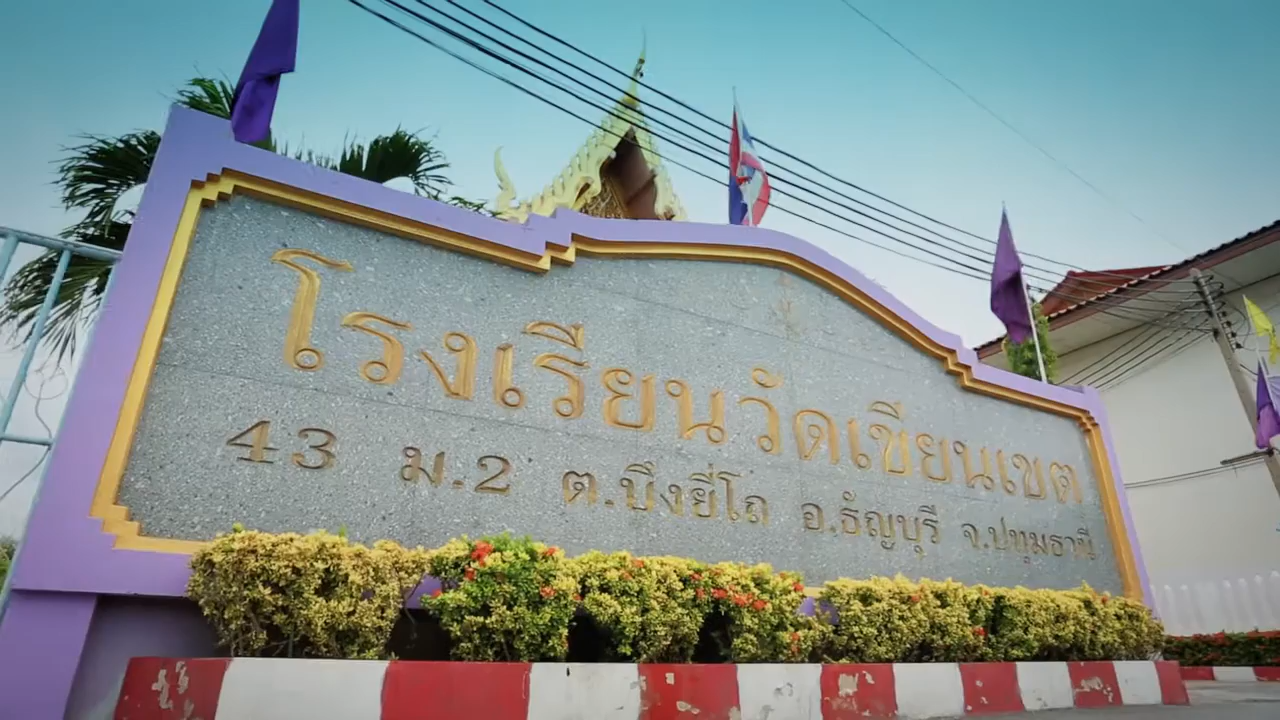 โรงเรียนวัดเขียนเขต
43 ม.2 ต.บึงยี่โถ อ.ธัญบุรี จ.ปทุมธานี